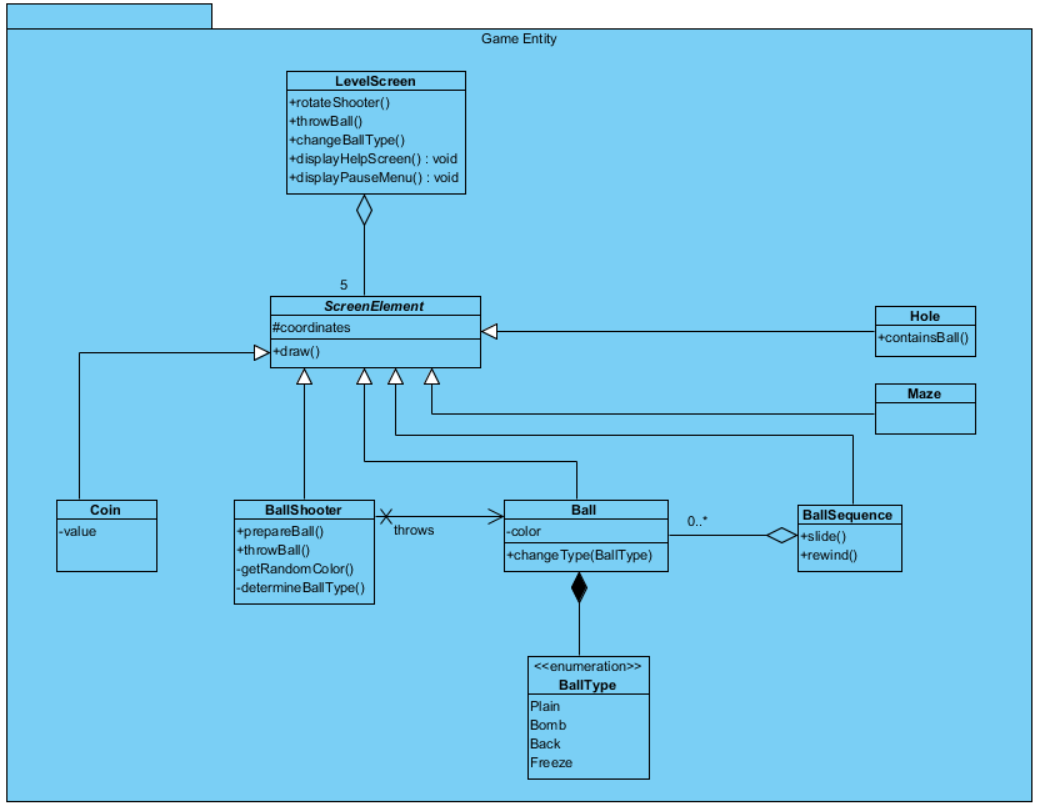 Game Entity
LevelScreen
+rotateShooter()
+throwBall()
+changeBallType()
+displayHelpScreen() : void
+displayPauseMenu() : void
5
ScreenElement
#coordinates
+draw()
Hole
+containsBall()
Maze
Coin
-value
BallShooter
+prepareBall()
+throwBall()
-getRandomColor()
-determineBallType()
throws
Ball
-color
+changeType(BallType)
0..*
BallSequence
+slide()
+rewind()
<<enumeration>>
BallType
Plain
Bomb
Back
Freeze